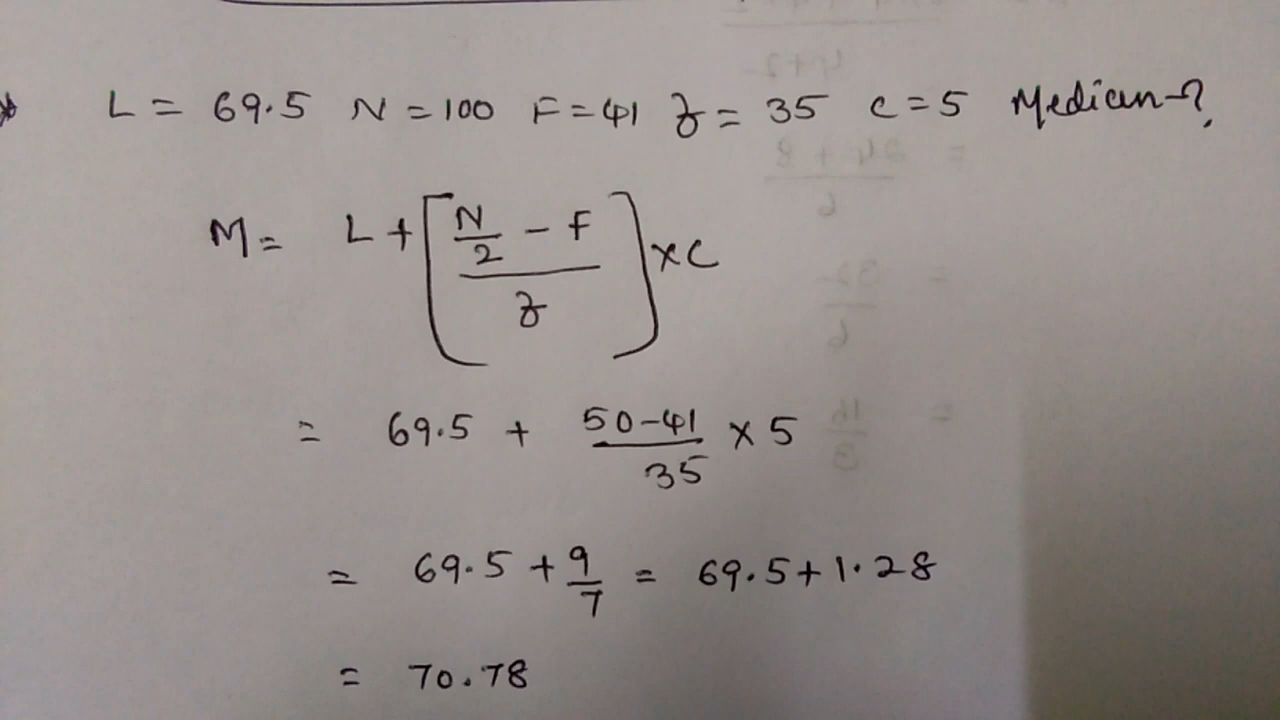 * L = 69.5 N = 100 F = 41 f = 35 C = 5 Median - ?
M = L + [ (N/2 - F) / f ] × C
= 69.5 + (50-41)/35 × 5
= 69.5 + 9/7 = 69.5 + 1.28
= 70.78